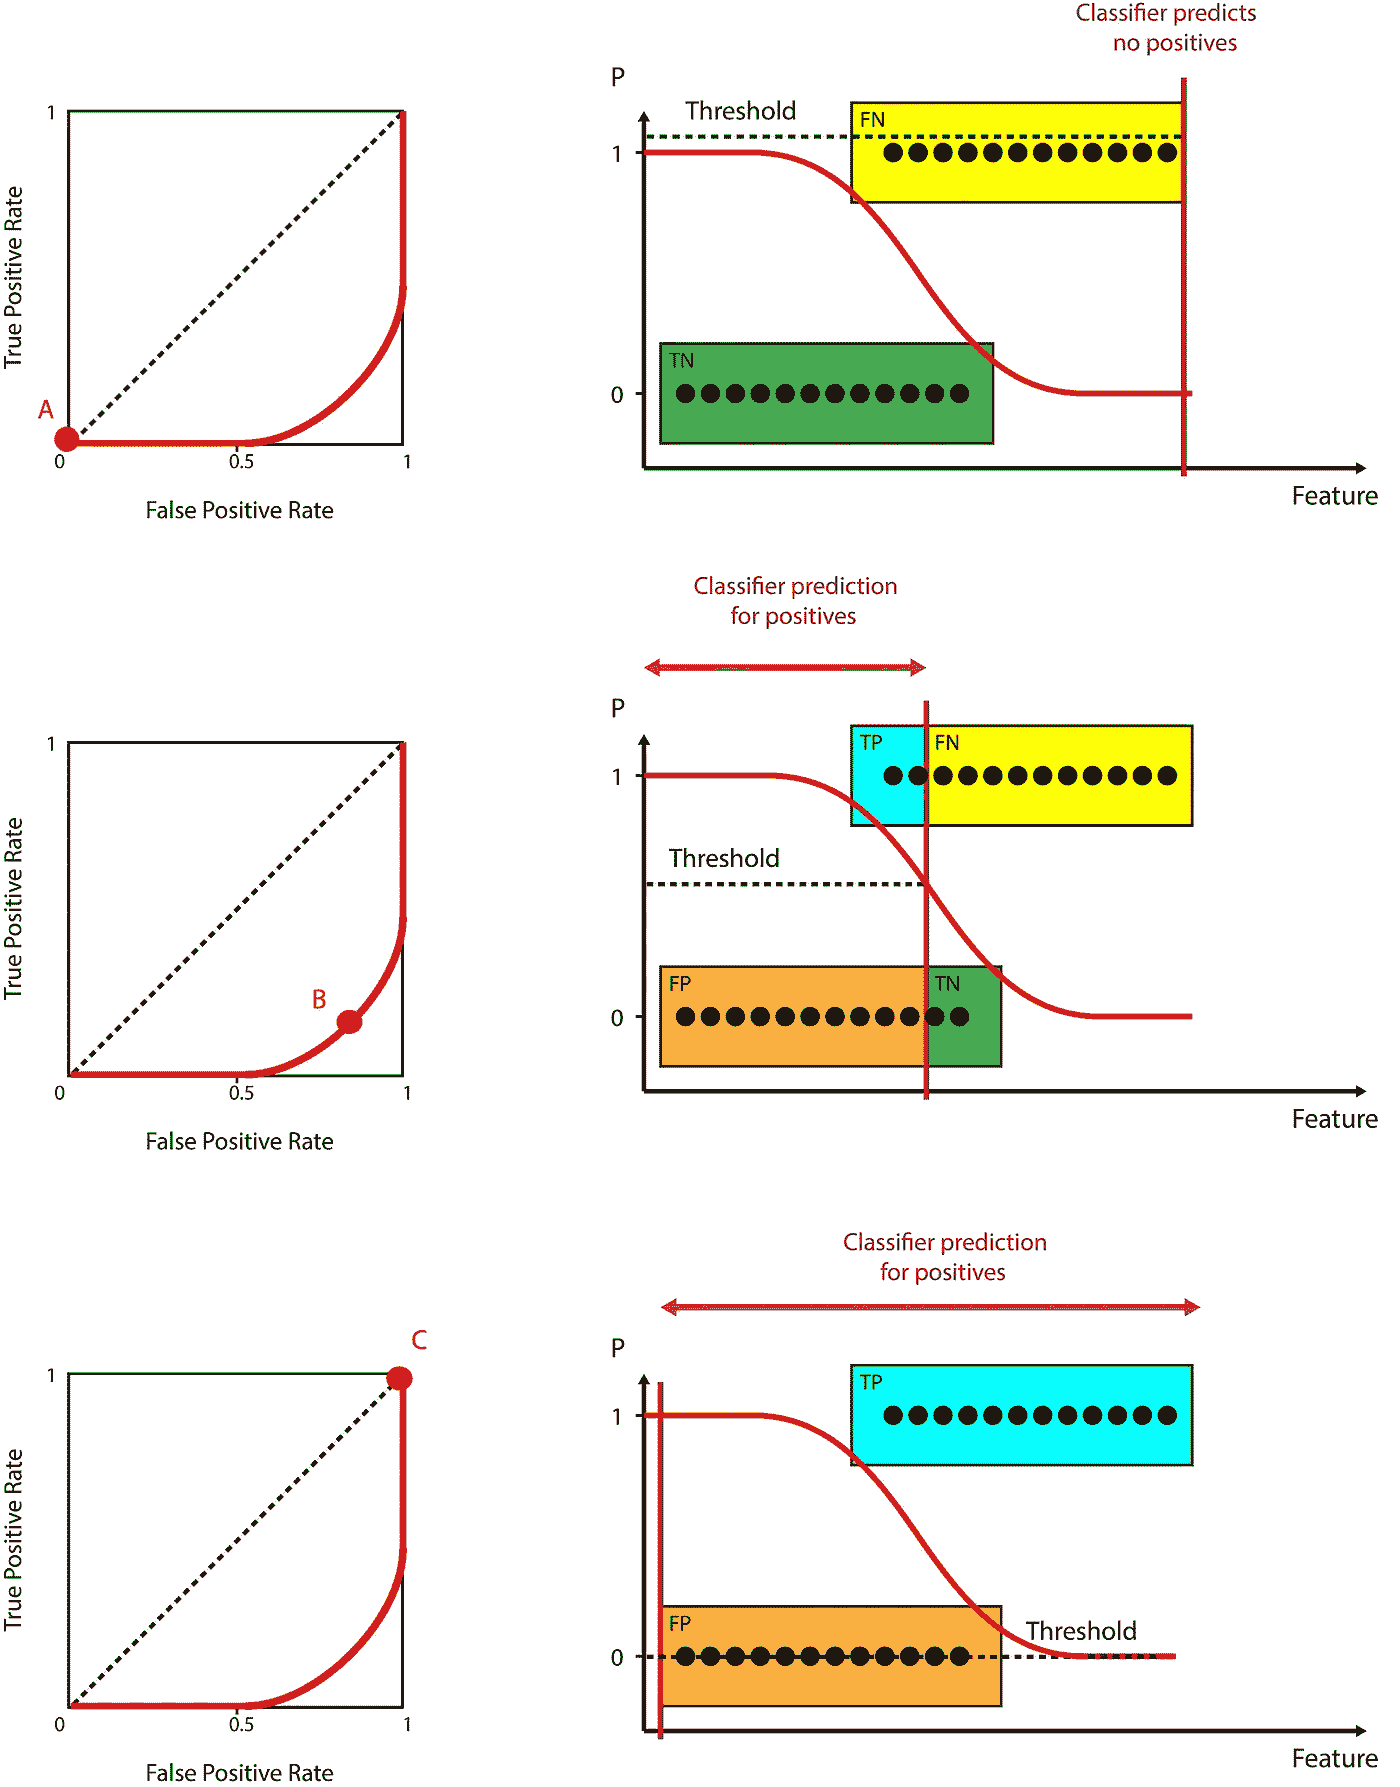 Classifier predicts
no positives
P
Threshold
FN
1
1
True Positive Rate
TN
A
0
0
0.5
1
False Positive Rate
Feature
Classifier prediction
for positives
P
TP
FN
1
1
True Positive Rate
Threshold
B
FP
TN
0
0
0.5
1
False Positive Rate
Feature
Classifier prediction
for positives
C
P
TP
1
1
True Positive Rate
FP
Threshold
0
0
0.5
1
False Positive Rate
Feature